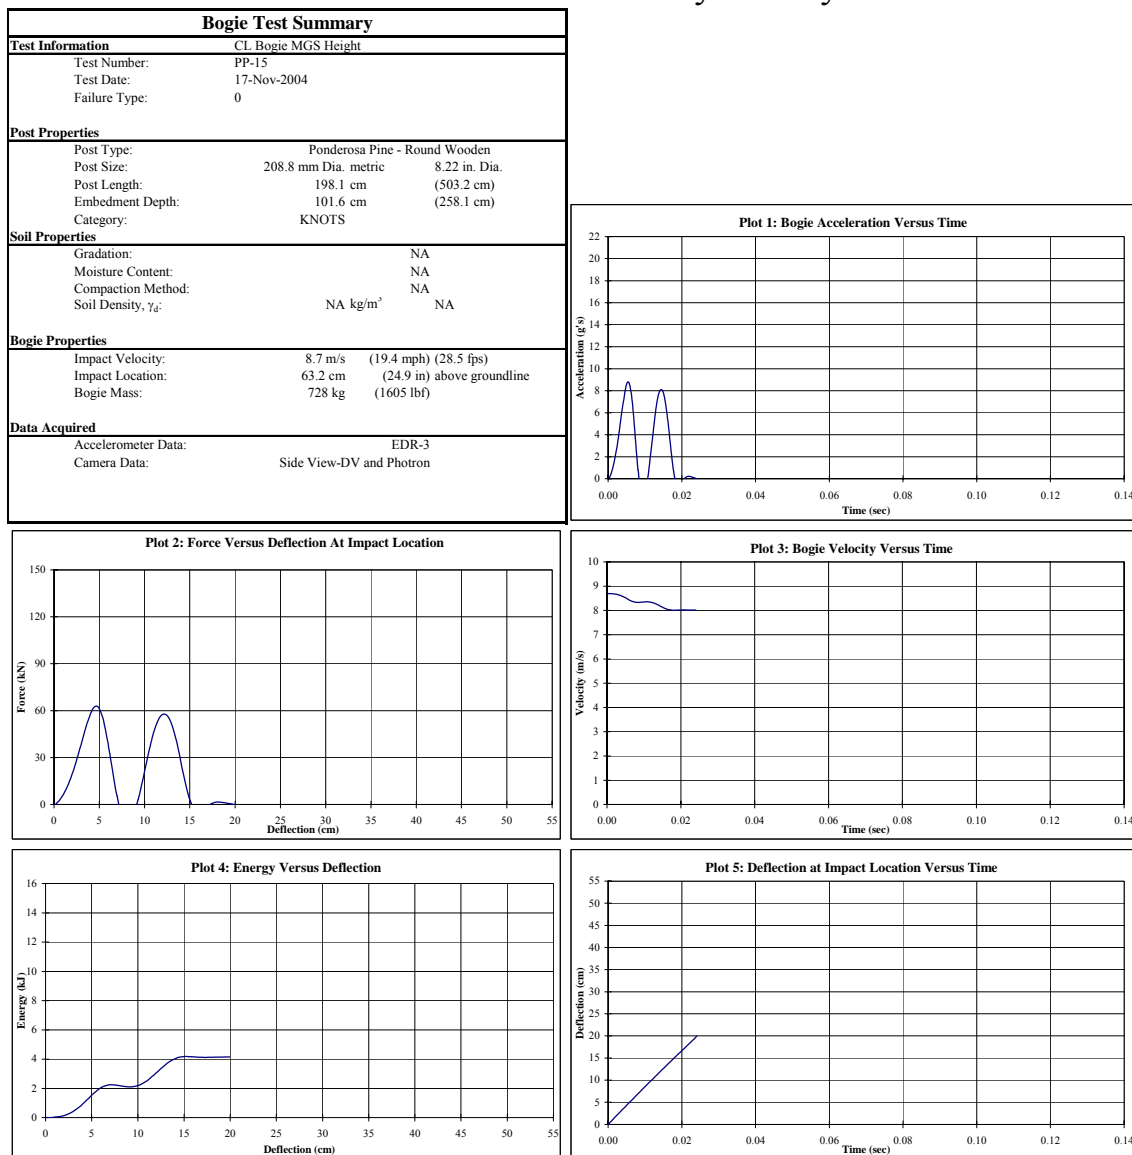 Bogie Test Summary
Test Information CL Bogie MGS Height
Test Number: PP-15
Test Date: 17-Nov-2004
Failure Type: 0
Post Properties
Post Type: Ponderosa Pine - Round Wooden
Post Size: 208.8 mm Dia. metric 8.22 in. Dia.
Post Length: 198.1 cm (503.2 cm)
Embedment Depth: 101.6 cm (258.1 cm)
Category: KNOTS
Soil Properties
Gradation: NA
Moisture Content: NA
Compaction Method: NA
Soil Density, γd: NA kg/m³ NA
Bogie Properties
Impact Velocity: 8.7 m/s (19.4 mph) (28.5 fps)
Impact Location: 63.2 cm (24.9 in) above groundline
Bogie Mass: 728 kg (1605 lbf)
Data Acquired
Accelerometer Data: EDR-3
Camera Data: Side View-DV and Photron
Plot 1: Bogie Acceleration Versus Time
Acceleration (g's)
22
20
18
16
14
12
10
8
6
4
2
0
0.00 0.02 0.04 0.06 0.08 0.10 0.12 0.14
Time (sec)
Plot 2: Force Versus Deflection At Impact Location
Force (kN)
150
120
90
60
30
0
0 5 10 15 20 25 30 35 40 45 50 55
Deflection (cm)
Plot 3: Bogie Velocity Versus Time
Velocity (m/s)
10
9
8
7
6
5
4
3
2
1
0
0.00 0.02 0.04 0.06 0.08 0.10 0.12 0.14
Time (sec)
Plot 4: Energy Versus Deflection
Energy (kJ)
16
14
12
10
8
6
4
2
0
0 5 10 15 20 25 30 35 40 45 50 55
Deflection (cm)
Plot 5: Deflection at Impact Location Versus Time
Deflection (cm)
55
50
45
40
35
30
25
20
15
10
5
0
0.00 0.02 0.04 0.06 0.08 0.10 0.12 0.14
Time (sec)